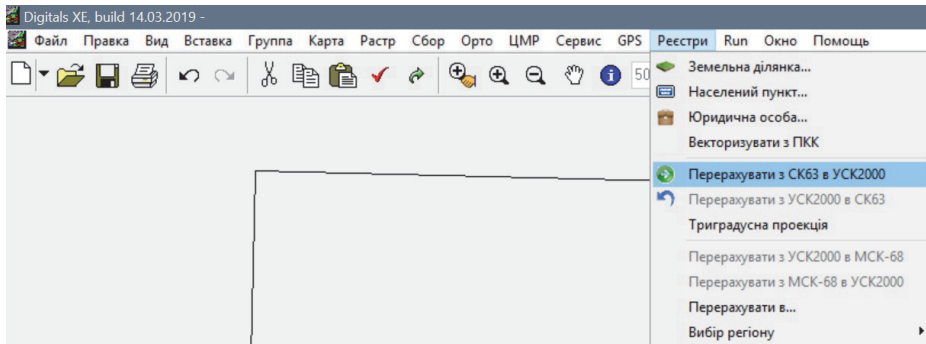 Digitals XE, build 14.03.2019 -
Файл Правка Вид Вставка Группа Карта Растр Сбор Орто ЦМР Сервис GPS Реєстри Run Окно Помощь
50
Земельна ділянка...
Населений пункт...
Юридична особа...
Векторизувати з ПКК
Перерахувати з СК63 в УСК2000
Перерахувати з УСК2000 в СК63
Триградусна проекція
Перерахувати з УСК2000 в МСК-68
Перерахувати з МСК-68 в УСК2000
Перерахувати в...
Вибір регіону